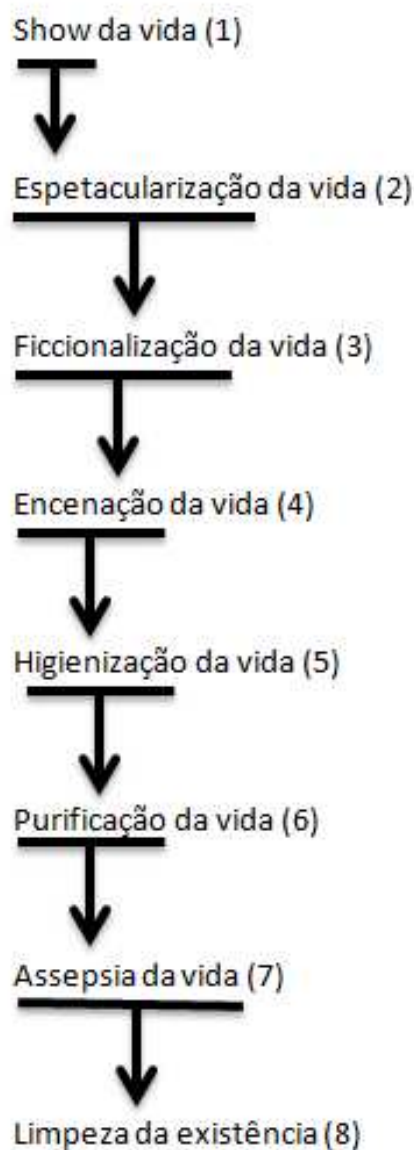 Show da vida (1)
Espetacularização da vida (2)
Ficcionalização da vida (3)
Encenação da vida (4)
Higienização da vida (5)
Purificação da vida (6)
Assepsia da vida (7)
Limpeza da existência (8)